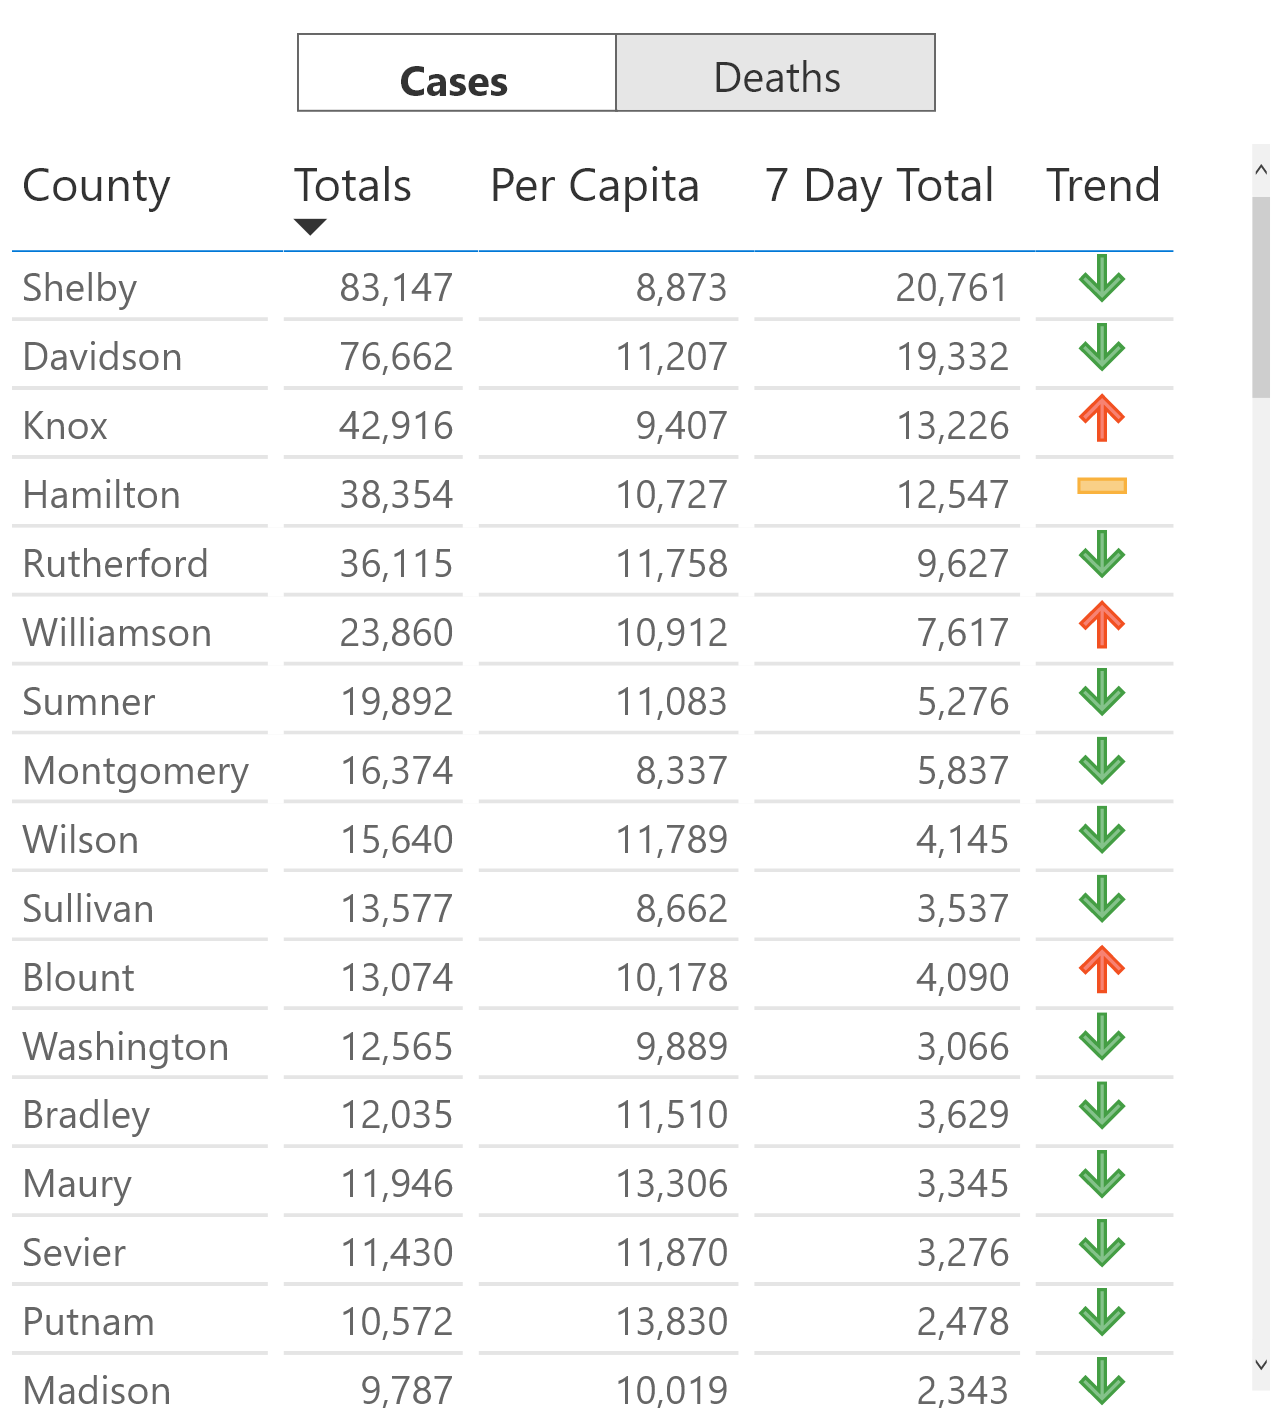 Cases Deaths
County Totals Per Capita 7 Day Total Trend
Shelby 83,147 8,873 20,761
Davidson 76,662 11,207 19,332
Knox 42,916 9,407 13,226
Hamilton 38,354 10,727 12,547
Rutherford 36,115 11,758 9,627
Williamson 23,860 10,912 7,617
Sumner 19,892 11,083 5,276
Montgomery 16,374 8,337 5,837
Wilson 15,640 11,789 4,145
Sullivan 13,577 8,662 3,537
Blount 13,074 10,178 4,090
Washington 12,565 9,889 3,066
Bradley 12,035 11,510 3,629
Maury 11,946 13,306 3,345
Sevier 11,430 11,870 3,276
Putnam 10,572 13,830 2,478
Madison 9,787 10,019 2,343